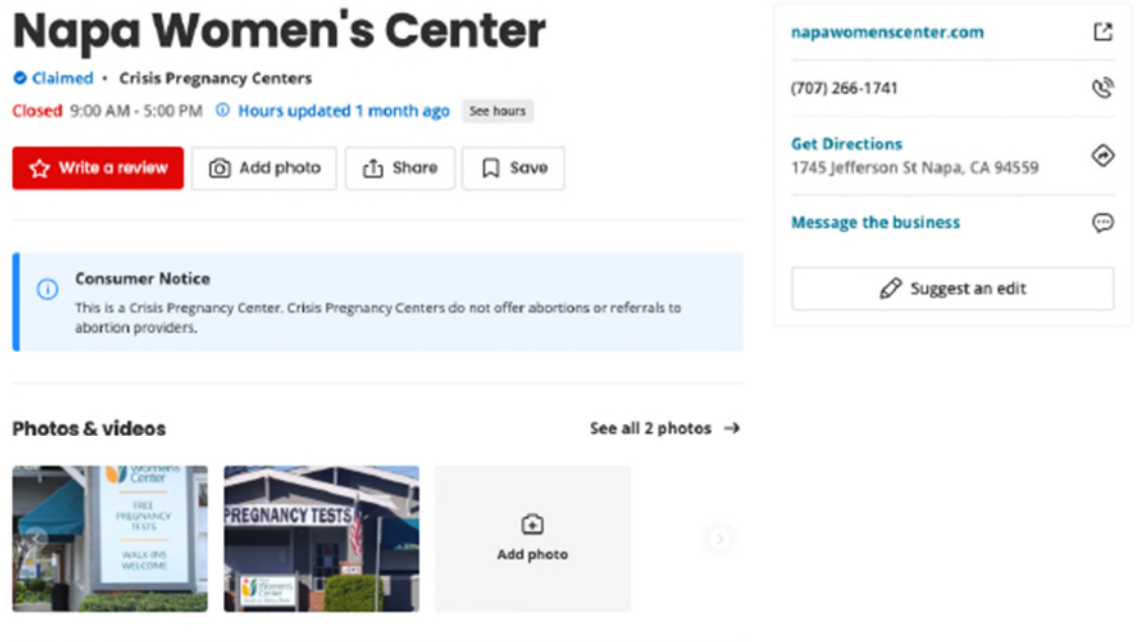 Napa Women's Center
Claimed • Crisis Pregnancy Centers
Closed 9:00 AM - 5:00 PM Hours updated 1 month ago See hours
Write a review Add photo Share Save
Consumer Notice
This is a Crisis Pregnancy Center. Crisis Pregnancy Centers do not offer abortions or referrals to
abortion providers.
Photos & videos
See all 2 photos
Womens
Center
FREE
PREGNANCY
TESTS
WALK-INS
WELCOME
PREGNANCY TESTS
Women's
Center
Add photo
napawomenscenter.com
(707) 266-1741
Get Directions
1745 Jefferson St Napa, CA 94559
Message the business
Suggest an edit